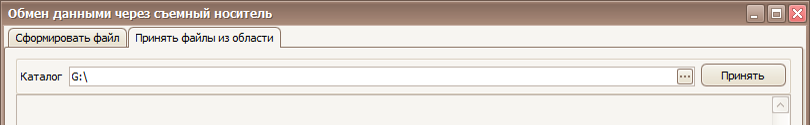 Обмен данными через съемный носитель
Сформировать файл Принять файлы из области
Каталог G:\ ... Принять